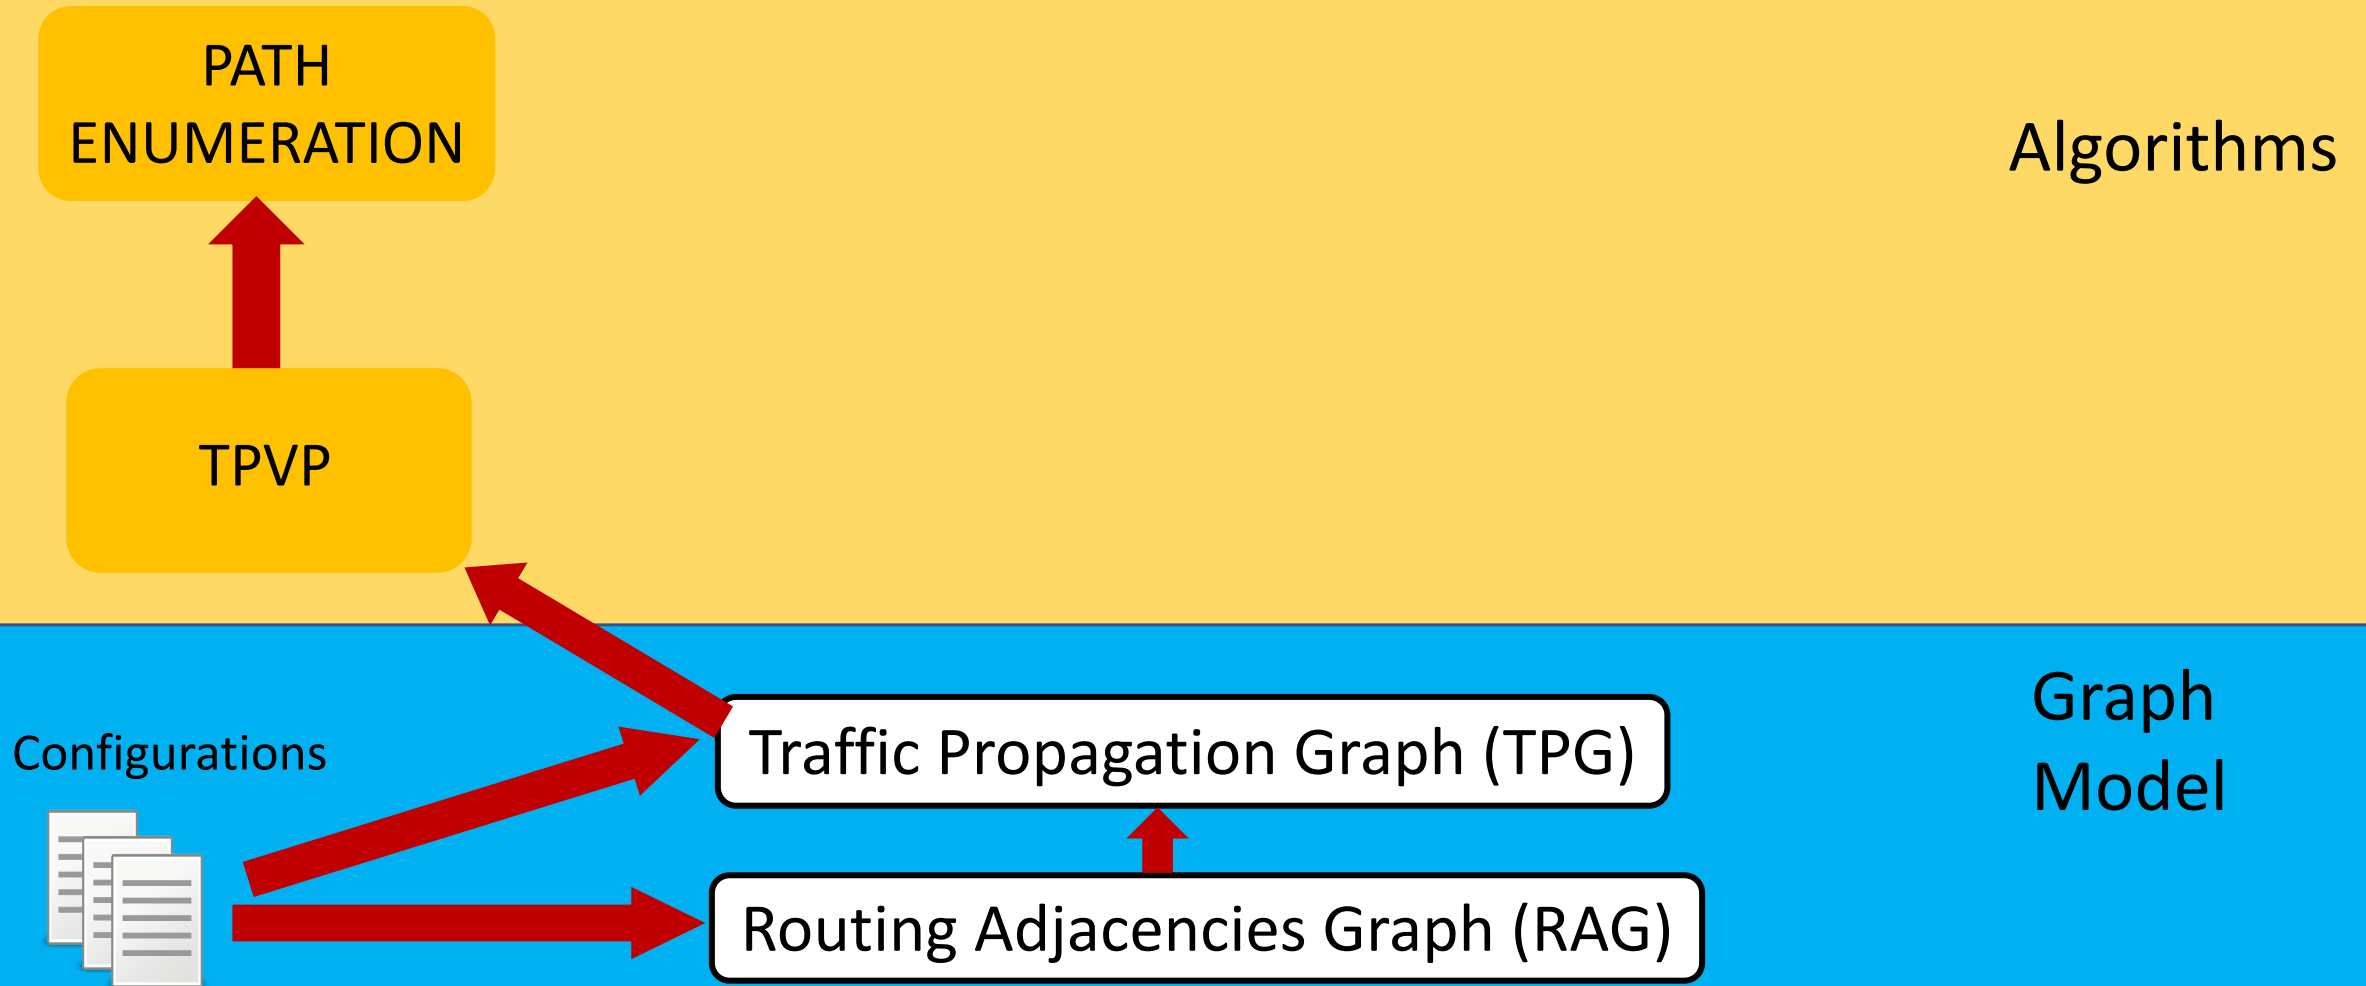 PATH
ENUMERATION
Algorithms
TPVP
Graph
Model
Configurations
Traffic Propagation Graph (TPG)
Routing Adjacencies Graph (RAG)